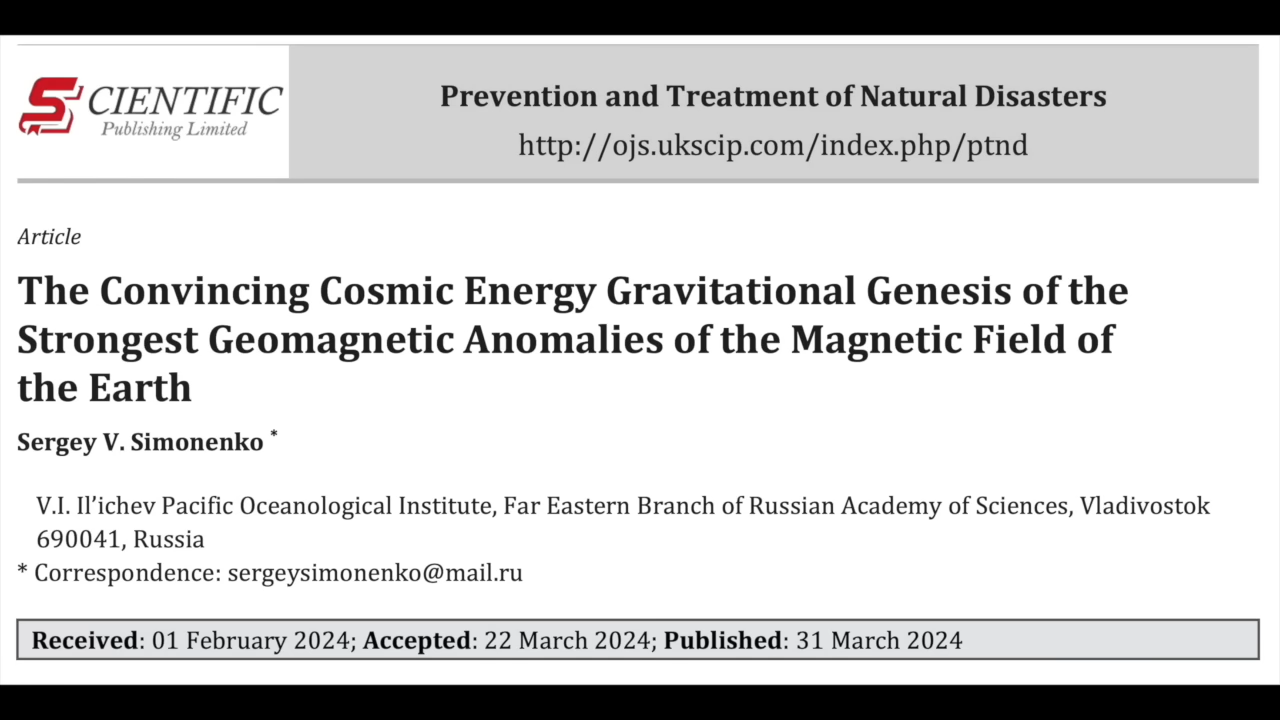 SCIENTIFIC
Publishing Limited
Prevention and Treatment of Natural Disasters
http://ojs.ukscip.com/index.php/ptnd
Article
The Convincing Cosmic Energy Gravitational Genesis of the
Strongest Geomagnetic Anomalies of the Magnetic Field of
the Earth
Sergey V. Simonenko *
V.I. Il’ichev Pacific Oceanological Institute, Far Eastern Branch of Russian Academy of Sciences, Vladivostok
690041, Russia
* Correspondence: sergeysimonenko@mail.ru
Received: 01 February 2024; Accepted: 22 March 2024; Published: 31 March 2024